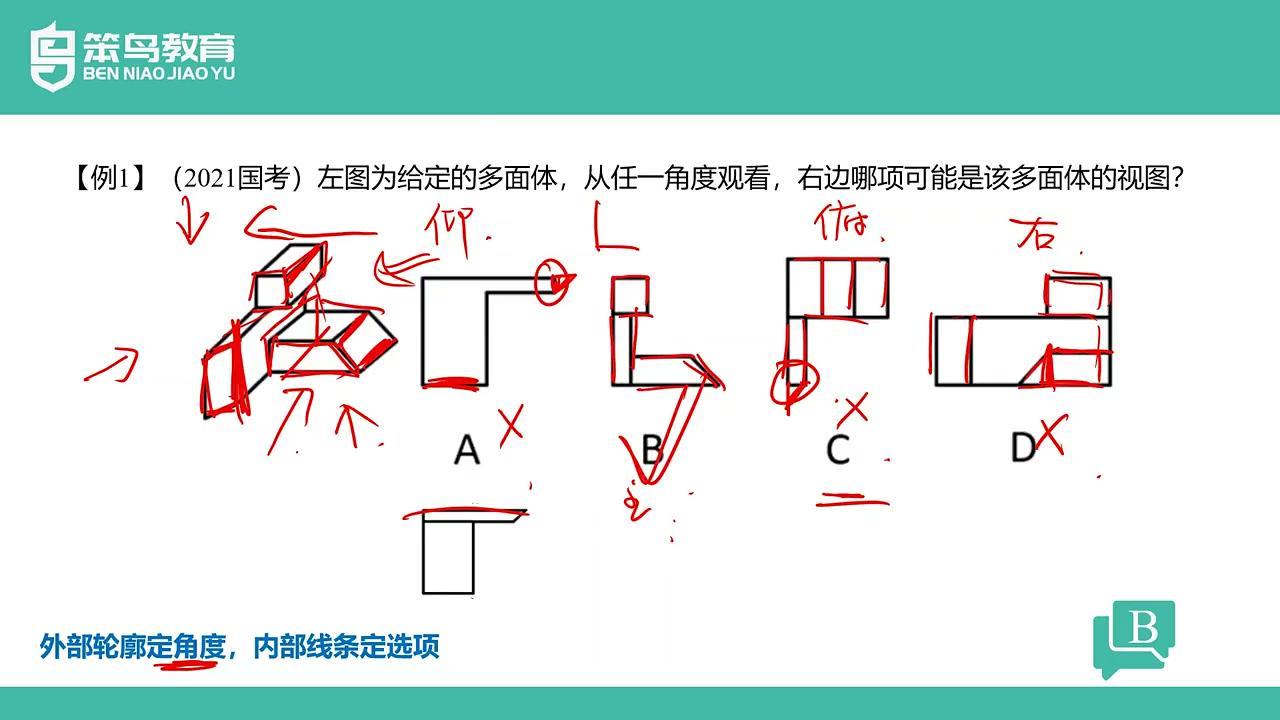 笨鸟教育
BEN NIAO JIAO YU
【例1】（2021国考）左图为给定的多面体，从任一角度观看，右边哪项可能是该多面体的视图?
仰. 俯. 右.
A B C D
外部轮廓定角度，内部线条定选项
B